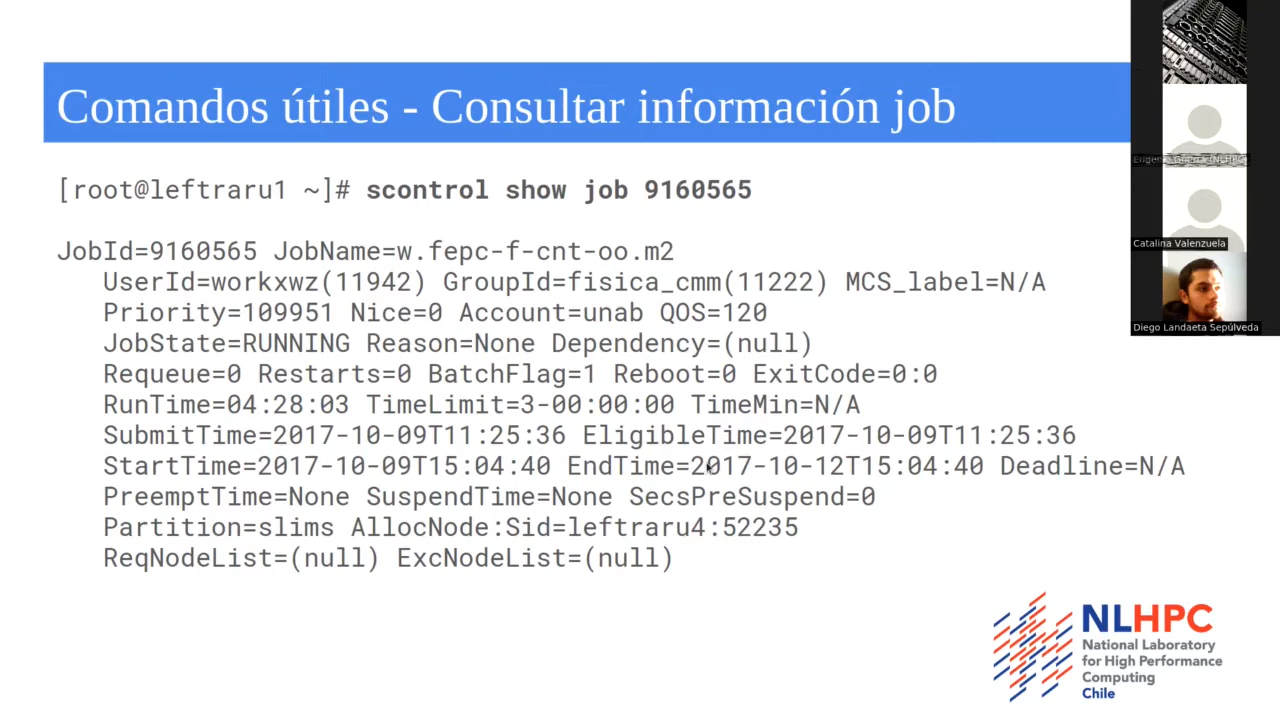 Comandos útiles - Consultar información job
[root@leftraru1 ~]# scontrol show job 9160565
JobId=9160565 JobName=w.fepc-f-cnt-oo.m2
UserId=workxwz(11942) GroupId=fisica_cmm(11222) MCS_label=N/A
Priority=109951 Nice=0 Account=unab QOS=120
JobState=RUNNING Reason=None Dependency=(null)
Requeue=0 Restarts=0 BatchFlag=1 Reboot=0 ExitCode=0:0
RunTime=04:28:03 TimeLimit=3-00:00:00 TimeMin=N/A
SubmitTime=2017-10-09T11:25:36 EligibleTime=2017-10-09T11:25:36
StartTime=2017-10-09T15:04:40 EndTime=2017-10-12T15:04:40 Deadline=N/A
PreemptTime=None SuspendTime=None SecsPreSuspend=0
Partition=slims AllocNode:Sid=leftraru4:52235
ReqNodeList=(null) ExcNodeList=(null)
(NLHPC)
Catalina Valenzuela
Diego Landaeta Sepúlveda
NLHPC
National Laboratory
for High Performance
Computing
Chile